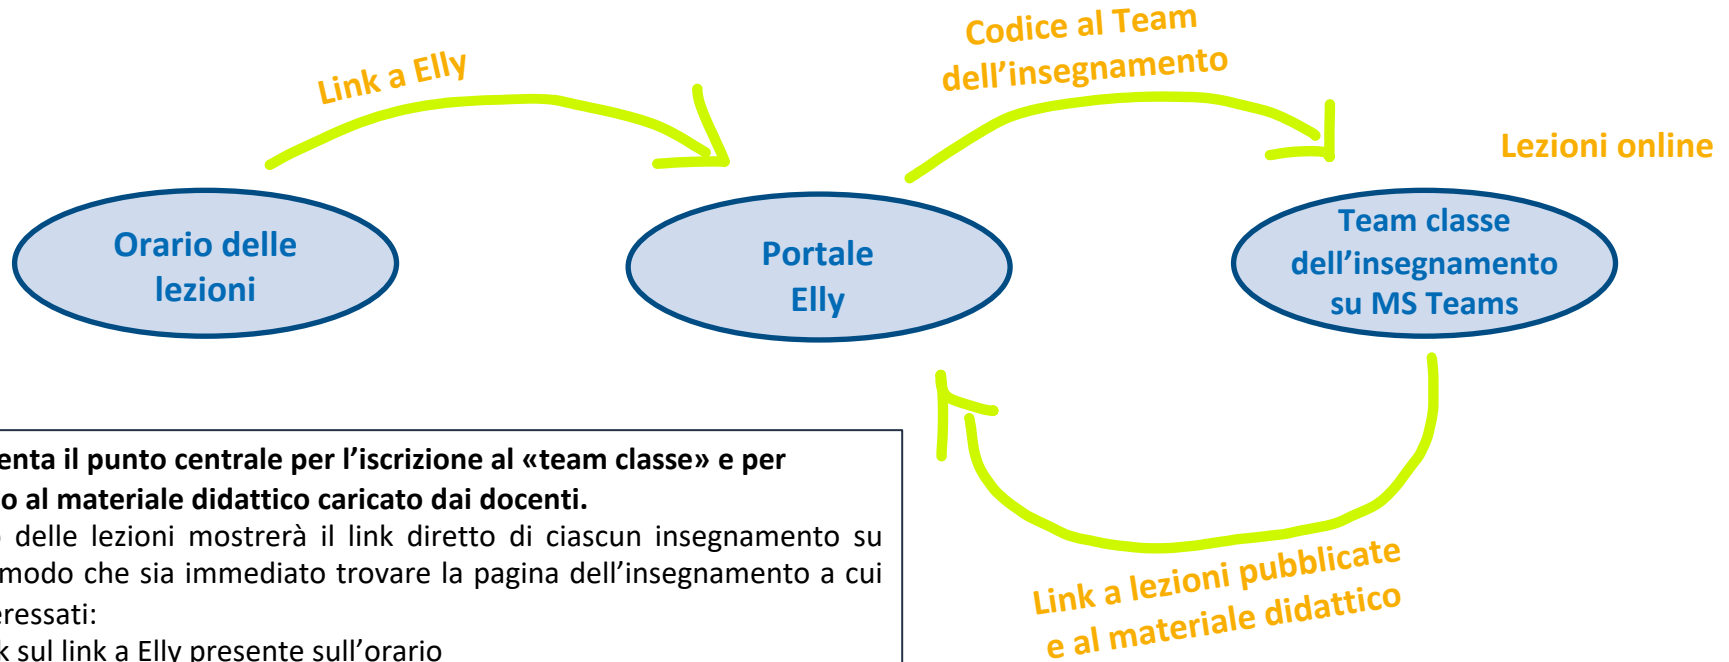 Link a Elly
Codice al Team
dell’insegnamento
Lezioni online
Orario delle
lezioni
Portale
Elly
Team classe
dell’insegnamento
su MS Teams
Link a lezioni pubblicate
e al materiale didattico
il punto centrale per l’iscrizione al «team classe» e per
al materiale didattico caricato dai docenti.
delle lezioni mostrerà il link diretto di ciascun insegnamento su
modo che sia immediato trovare la pagina dell’insegnamento a cui
sul link a Elly presente sull’orario